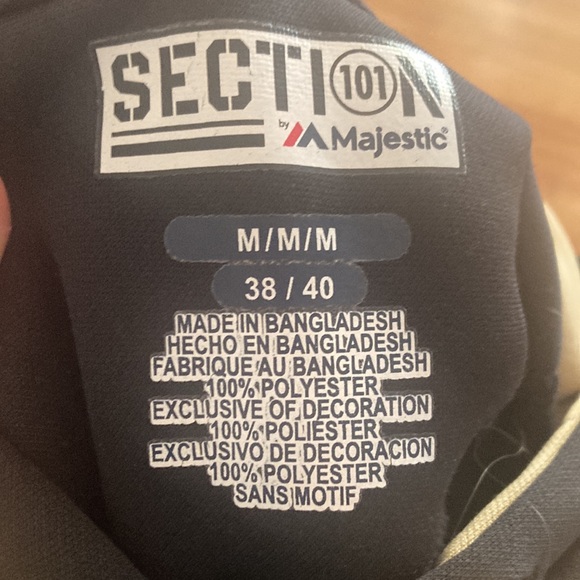 SECTION 101
by Majestic®
M/M/M
38 / 40
MADE IN BANGLADESH
HECHO EN BANGLADESH
FABRIQUE AU BANGLADESH
100% POLYESTER
EXCLUSIVE OF DECORATION
100% POLIESTER
EXCLUSIVO DE DECORACION
100% POLYESTER
SANS MOTIF